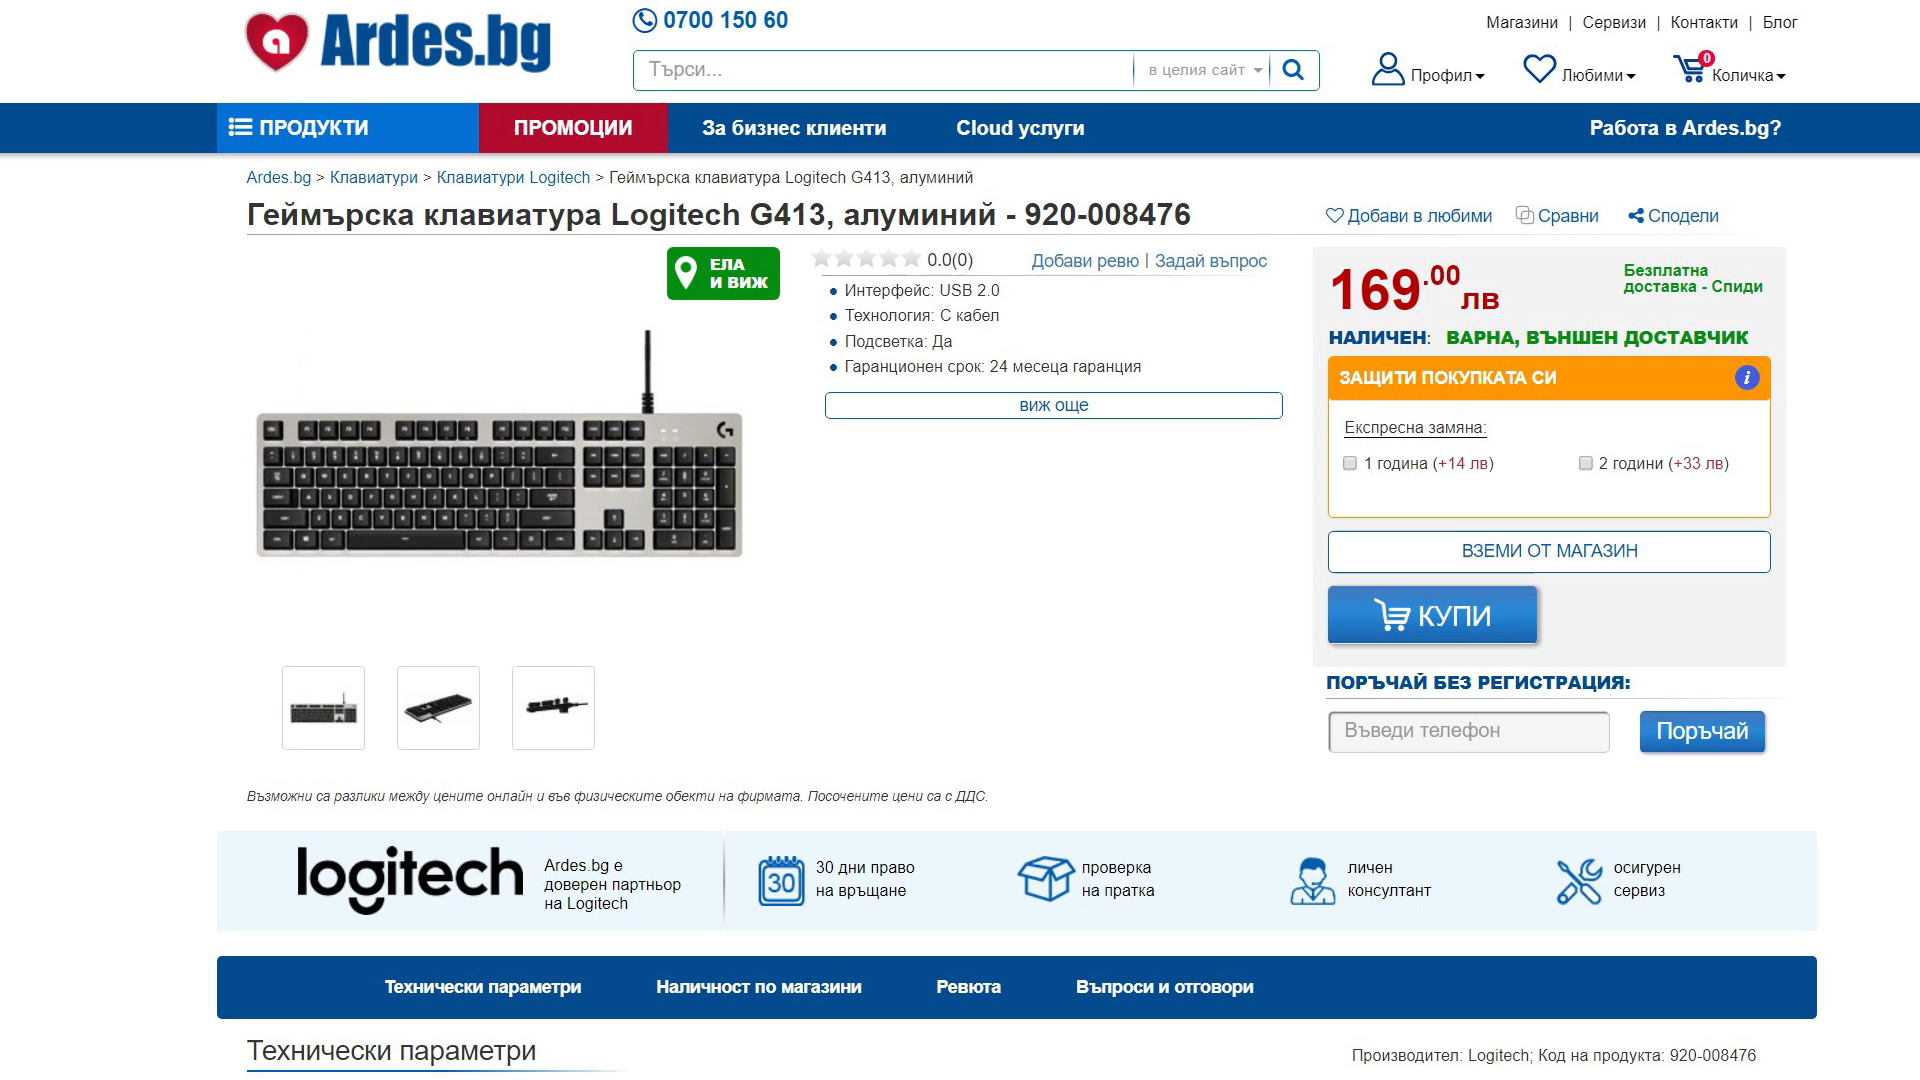 a Ardes.bg
0700 150 60
Магазини | Сервизи | Контакти | Блог
Търси...
в целия сайт
Профил
Любими
0
Количка
ПРОДУКТИ
ПРОМОЦИИ
За бизнес клиенти
Cloud услуги
Работа в Ardes.bg?
Ardes.bg > Клавиатури > Клавиатури Logitech > Геймърска клавиатура Logitech G413, алуминий
Геймърска клавиатура Logitech G413, алуминий - 920-008476
Добави в любими
Сравни
Сподели
ЕЛА
И ВИЖ
0.0(0)
Добави ревю | Задай въпрос
Интерфейс: USB 2.0
Технология: С кабел
Подсветка: Да
Гаранционен срок: 24 месеца гаранция
виж още
169.00 лв
Безплатна
доставка - Спиди
НАЛИЧЕН: ВАРНА, ВЪНШЕН ДОСТАВЧИК
ЗАЩИТИ ПОКУПКАТА СИ
i
Експресна замяна:
1 година (+14 лв)
2 години (+33 лв)
ВЗЕМИ ОТ МАГАЗИН
КУПИ
ПОРЪЧАЙ БЕЗ РЕГИСТРАЦИЯ:
Въведи телефон
Поръчай
Възможни са разлики между цените онлайн и във физическите обекти на фирмата. Посочените цени са с ДДС.
logitech
Ardes.bg е
доверен партньор
на Logitech
30
30 дни право
на връщане
проверка
на пратка
личен
консултант
осигурен
сервиз
Технически параметри
Наличност по магазини
Ревюта
Въпроси и отговори
Технически параметри
Производител: Logitech; Код на продукта: 920-008476